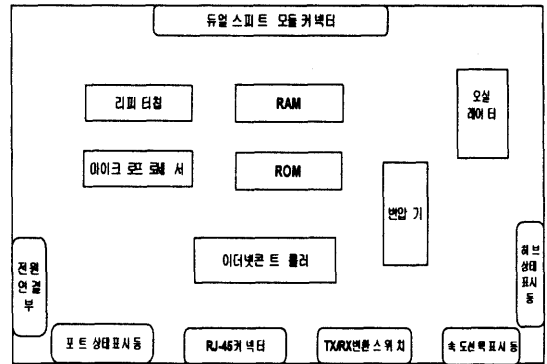 듀얼 스피트 모듈 커넥터
리피터칩
RAM
오실
레이터
마이크로프로세서
ROM
변압기
이더넷콘트롤러
전원
연결
부
허브
상태
표시
등
포트 상태표시등
RJ-45커넥터
TX/RX변환스위치
속도선택표시등